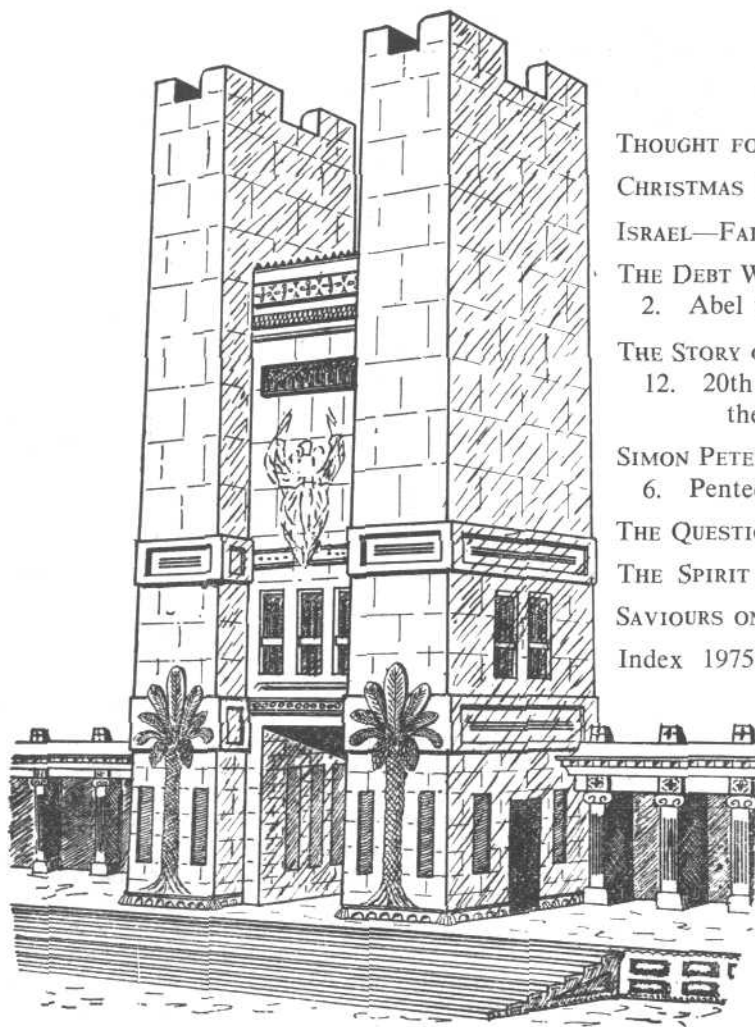 THOUGHT FO
CHRISTMAS
ISRAEL—FA
THE DEBT W
2. Abel
THE STORY
12. 20th
the
SIMON PETE
6. Pente
THE QUESTIO
THE SPIRIT
SAVIOURS ON
Index 1975